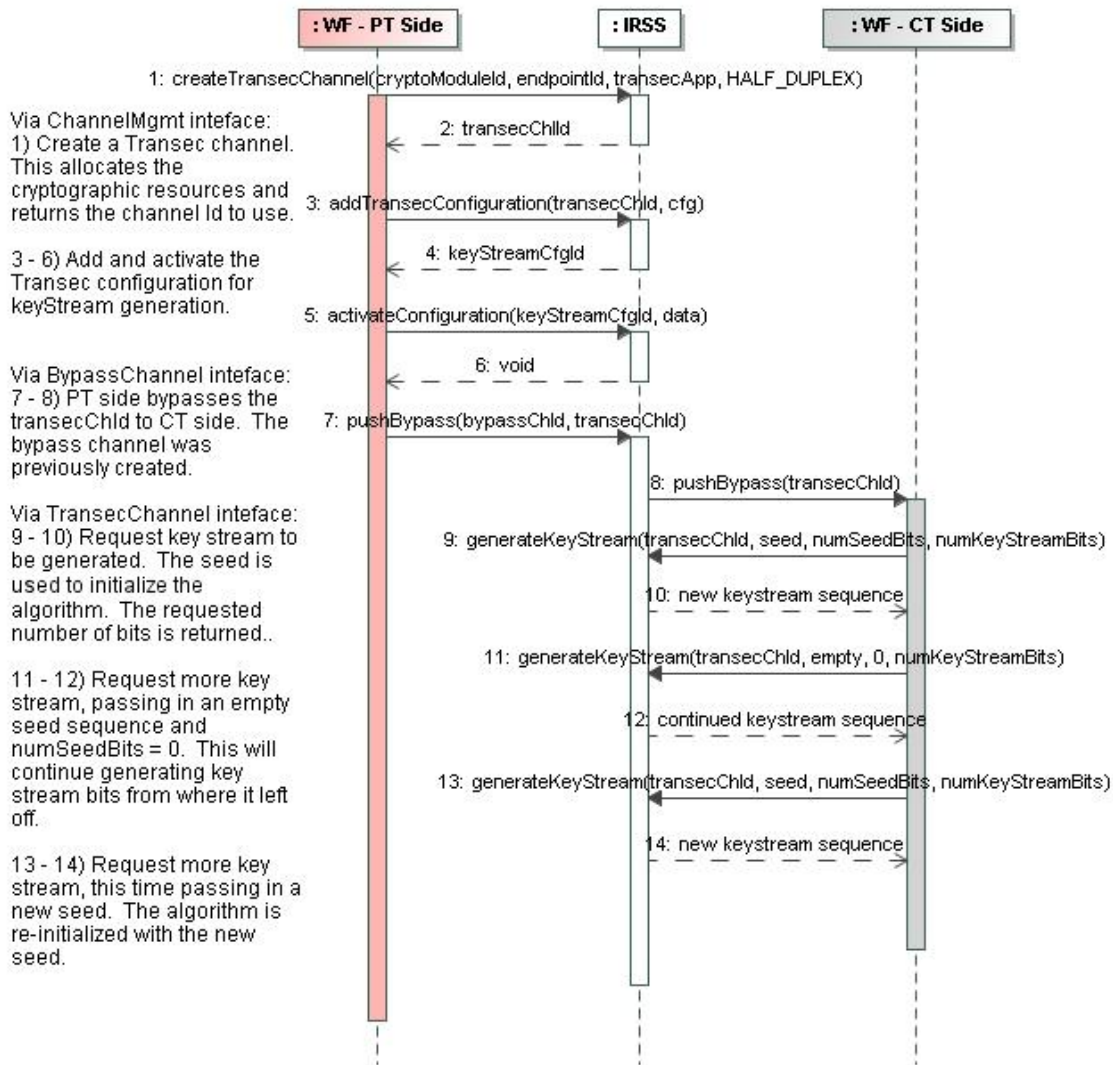 : WF - PT Side
: IRSS
: WF - CT Side
1: createTransecChannel(cryptoModuleId, endpointId, transecApp, HALF_DUPLEX)
2: transecChIId
3: addTransecConfiguration(transecChId, cfg)
4: keyStreamCfgId
5: activateConfiguration(keyStreamCfgId, data)
6: void
7: pushBypass(bypassChId, transecChId)
8: pushBypass(transecChId)
9: generateKeyStream(transecChId, seed, numSeedBits, numKeyStreamBits)
10: new keystream sequence
11: generateKeyStream(transecChId, empty, 0, numKeyStreamBits)
12: continued keystream sequence
13: generateKeyStream(transecChId, seed, numSeedBits, numKeyStreamBits)
14: new keystream sequence
Via ChannelMgmt inteface:
1) Create a Transec channel.
This allocates the
cryptographic resources and
returns the channel Id to use.
3 - 6) Add and activate the
Transec configuration for
keyStream generation.
Via BypassChannel inteface:
7 - 8) PT side bypasses the
transecChId to CT side. The
bypass channel was
previously created.
Via TransecChannel inteface:
9 - 10) Request key stream to
be generated. The seed is
used to initialize the
algorithm. The requested
number of bits is returned..
11 - 12) Request more key
stream, passing in an empty
seed sequence and
numSeedBits = 0. This will
continue generating key
stream bits from where it left
off.
13 - 14) Request more key
stream, this time passing in a
new seed. The algorithm is
re-initialized with the new
seed.